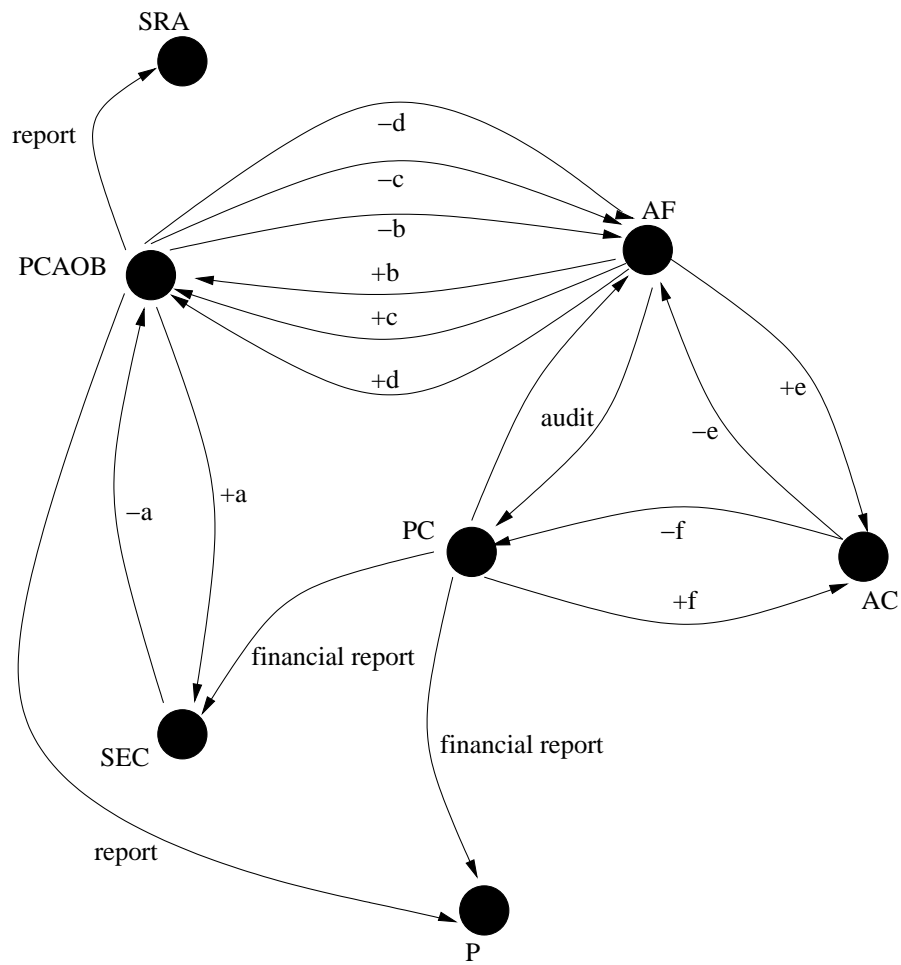 SRA
report
−d
−c
AF
−b
PCAOB
+b
+c
+d
+e
audit
−e
+a
−a
PC
−f
AC
+f
financial report
financial report
SEC
report
P